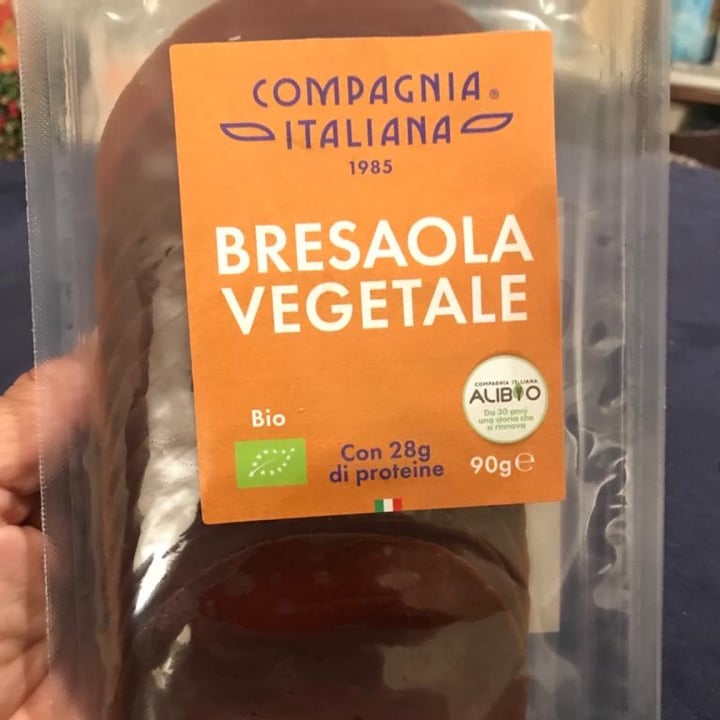 COMPAGNIA ®
ITALIANA
1985
BRESAOLA
VEGETALE
COMPAGNIA ITALIANA
ALIBIO
Da 30 anni
una storia che
si rinnova
Bio
Con 28g
di proteine
90g e